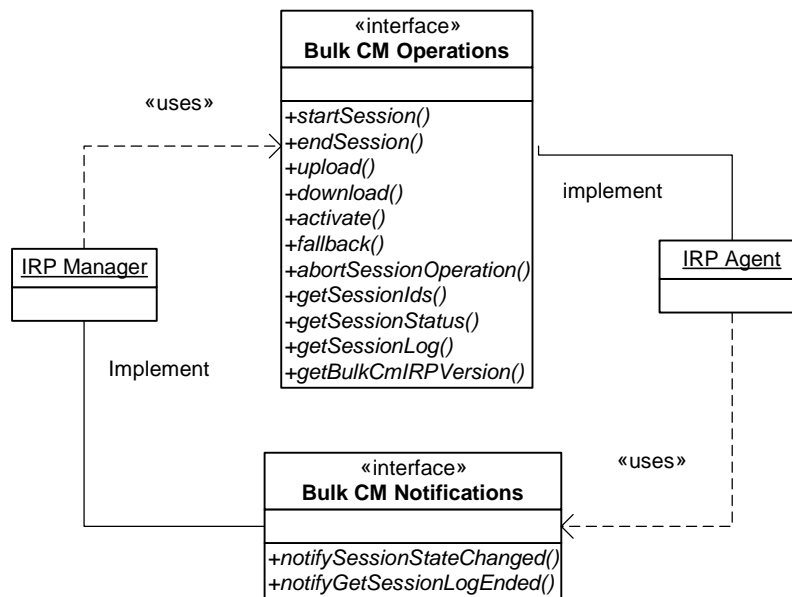 «interface»
Bulk CM Operations
«uses»
+startSession()
+endSession()
+upload()
+download()
+activate()
+fallback()
+abortSessionOperation()
+getSessionIds()
+getSessionStatus()
+getSessionLog()
+getBulkCmIRPVersion()
implement
IRP Manager
IRP Agent
Implement
«uses»
«interface»
Bulk CM Notifications
+notifySessionStateChanged()
+notifyGetSessionLogEnded()